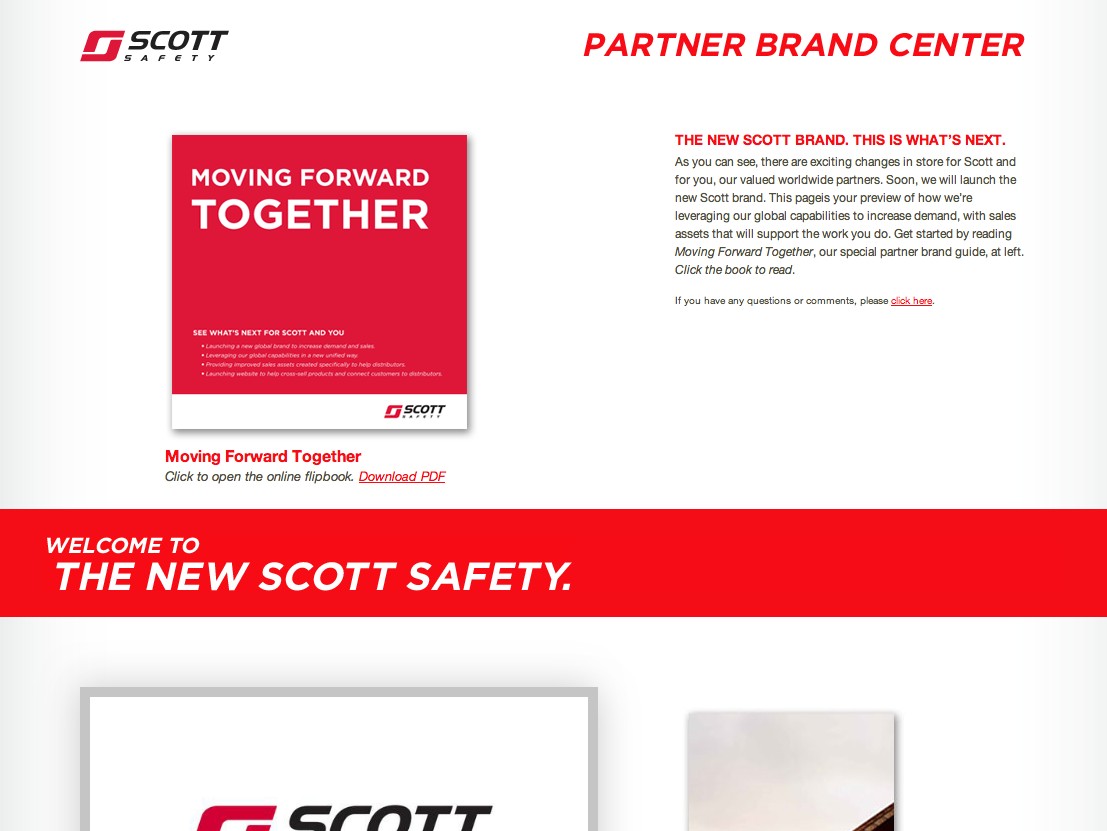 SCOTT
SAFETY
PARTNER BRAND CENTER
MOVING FORWARD
TOGETHER
SEE WHAT'S NEXT FOR SCOTT AND YOU
• Launching a new global brand to increase demand and sales.
• Leveraging our global capabilities in a new unified way.
• Providing improved sales assets created specifically to help distributors.
• Launching website to help cross-sell products and connect customers to distributors.
SCOTT
SAFETY
Moving Forward Together
Click to open the online flipbook. Download PDF
THE NEW SCOTT BRAND. THIS IS WHAT'S NEXT.
As you can see, there are exciting changes in store for Scott and
for you, our valued worldwide partners. Soon, we will launch the
new Scott brand. This pageis your preview of how we're
leveraging our global capabilities to increase demand, with sales
assets that will support the work you do. Get started by reading
Moving Forward Together, our special partner brand guide, at left.
Click the book to read.
If you have any questions or comments, please click here.
WELCOME TO
THE NEW SCOTT SAFETY.
SCOTT